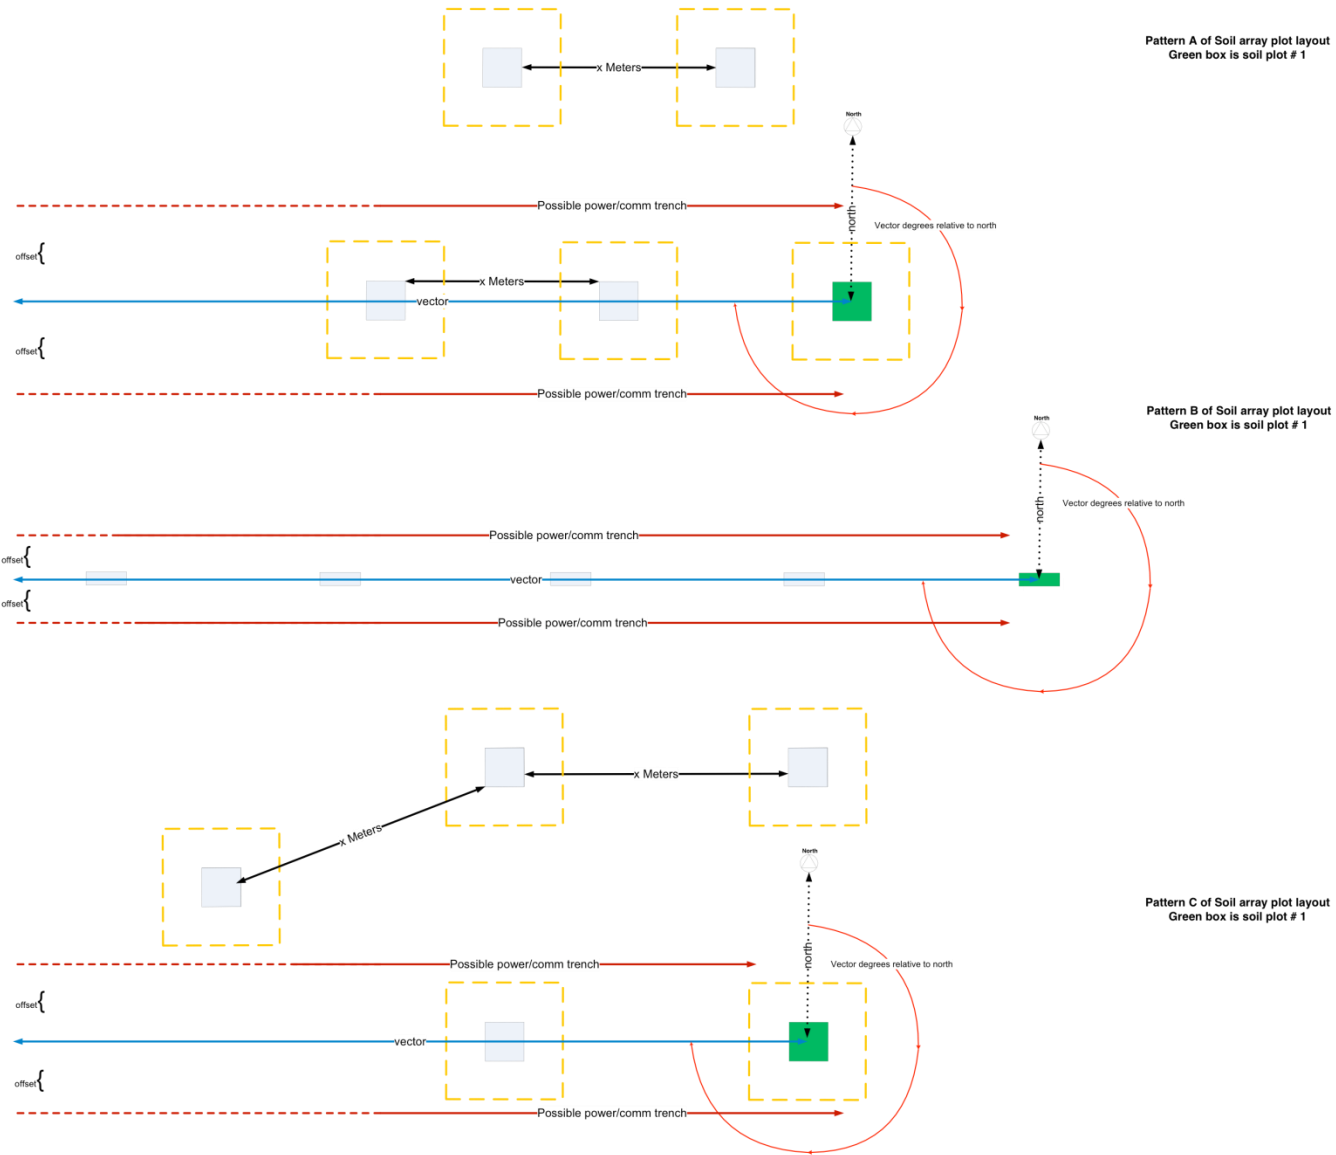 Pattern A of Soil array plot layout
Green box is soil plot # 1
x Meters
North
Possible power/comm trench
north
Vector degrees relative to north
offset{
x Meters
vector
offset{
Possible power/comm trench
Pattern B of Soil array plot layout
Green box is soil plot # 1
North
north
Vector degrees relative to north
Possible power/comm trench
offset{
vector
offset{
Possible power/comm trench
x Meters
x Meters
North
Pattern C of Soil array plot layout
Green box is soil plot # 1
north
Possible power/comm trench
Vector degrees relative to north
offset{
vector
offset{
Possible power/comm trench